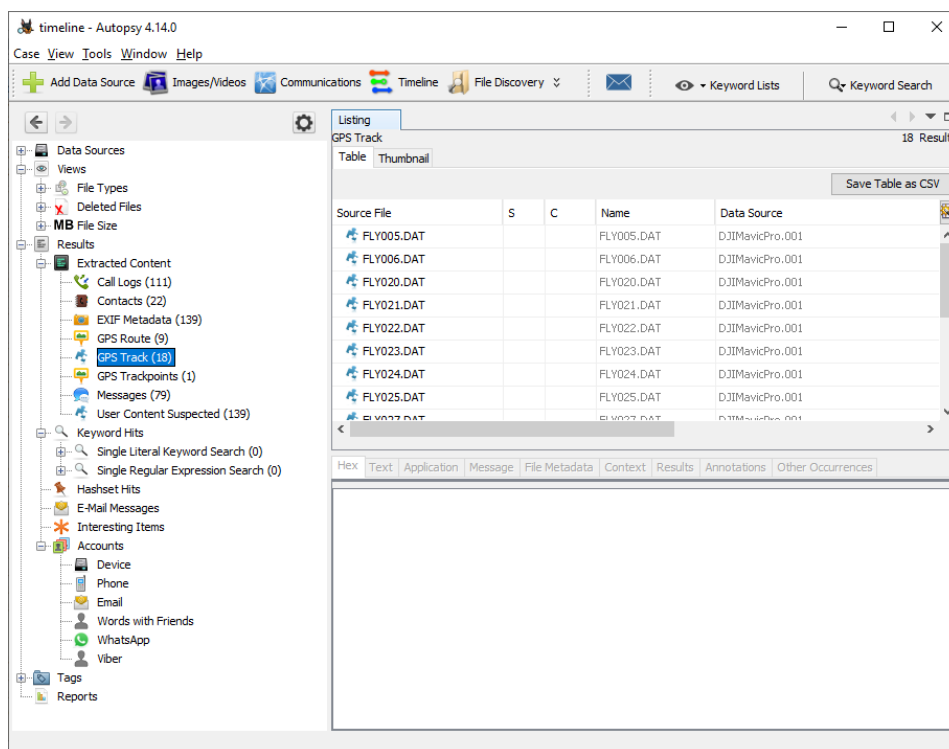 timeline - Autopsy 4.14.0
Case View Tools Window Help
Add Data Source Images/Videos Communications Timeline File Discovery Keyword Lists Keyword Search
Data Sources
Views
File Types
Deleted Files
MB File Size
Results
Extracted Content
Call Logs (111)
Contacts (22)
EXIF Metadata (139)
GPS Route (9)
GPS Track (18)
GPS Trackpoints (1)
Messages (79)
User Content Suspected (139)
Keyword Hits
Single Literal Keyword Search (0)
Single Regular Expression Search (0)
Hashset Hits
E-Mail Messages
Interesting Items
Accounts
Device
Phone
Email
Words with Friends
WhatsApp
Viber
Tags
Reports
Listing
GPS Track 18 Result
Table Thumbnail
Save Table as CSV
Source File S C Name Data Source
FLY005.DAT FLY005.DAT DJIMavicPro.001
FLY006.DAT FLY006.DAT DJIMavicPro.001
FLY020.DAT FLY020.DAT DJIMavicPro.001
FLY021.DAT FLY021.DAT DJIMavicPro.001
FLY022.DAT FLY022.DAT DJIMavicPro.001
FLY023.DAT FLY023.DAT DJIMavicPro.001
FLY024.DAT FLY024.DAT DJIMavicPro.001
FLY025.DAT FLY025.DAT DJIMavicPro.001
FLY027.DAT FLY027.DAT DJIMavicPro.001
Hex Text Application Message File Metadata Context Results Annotations Other Occurrences